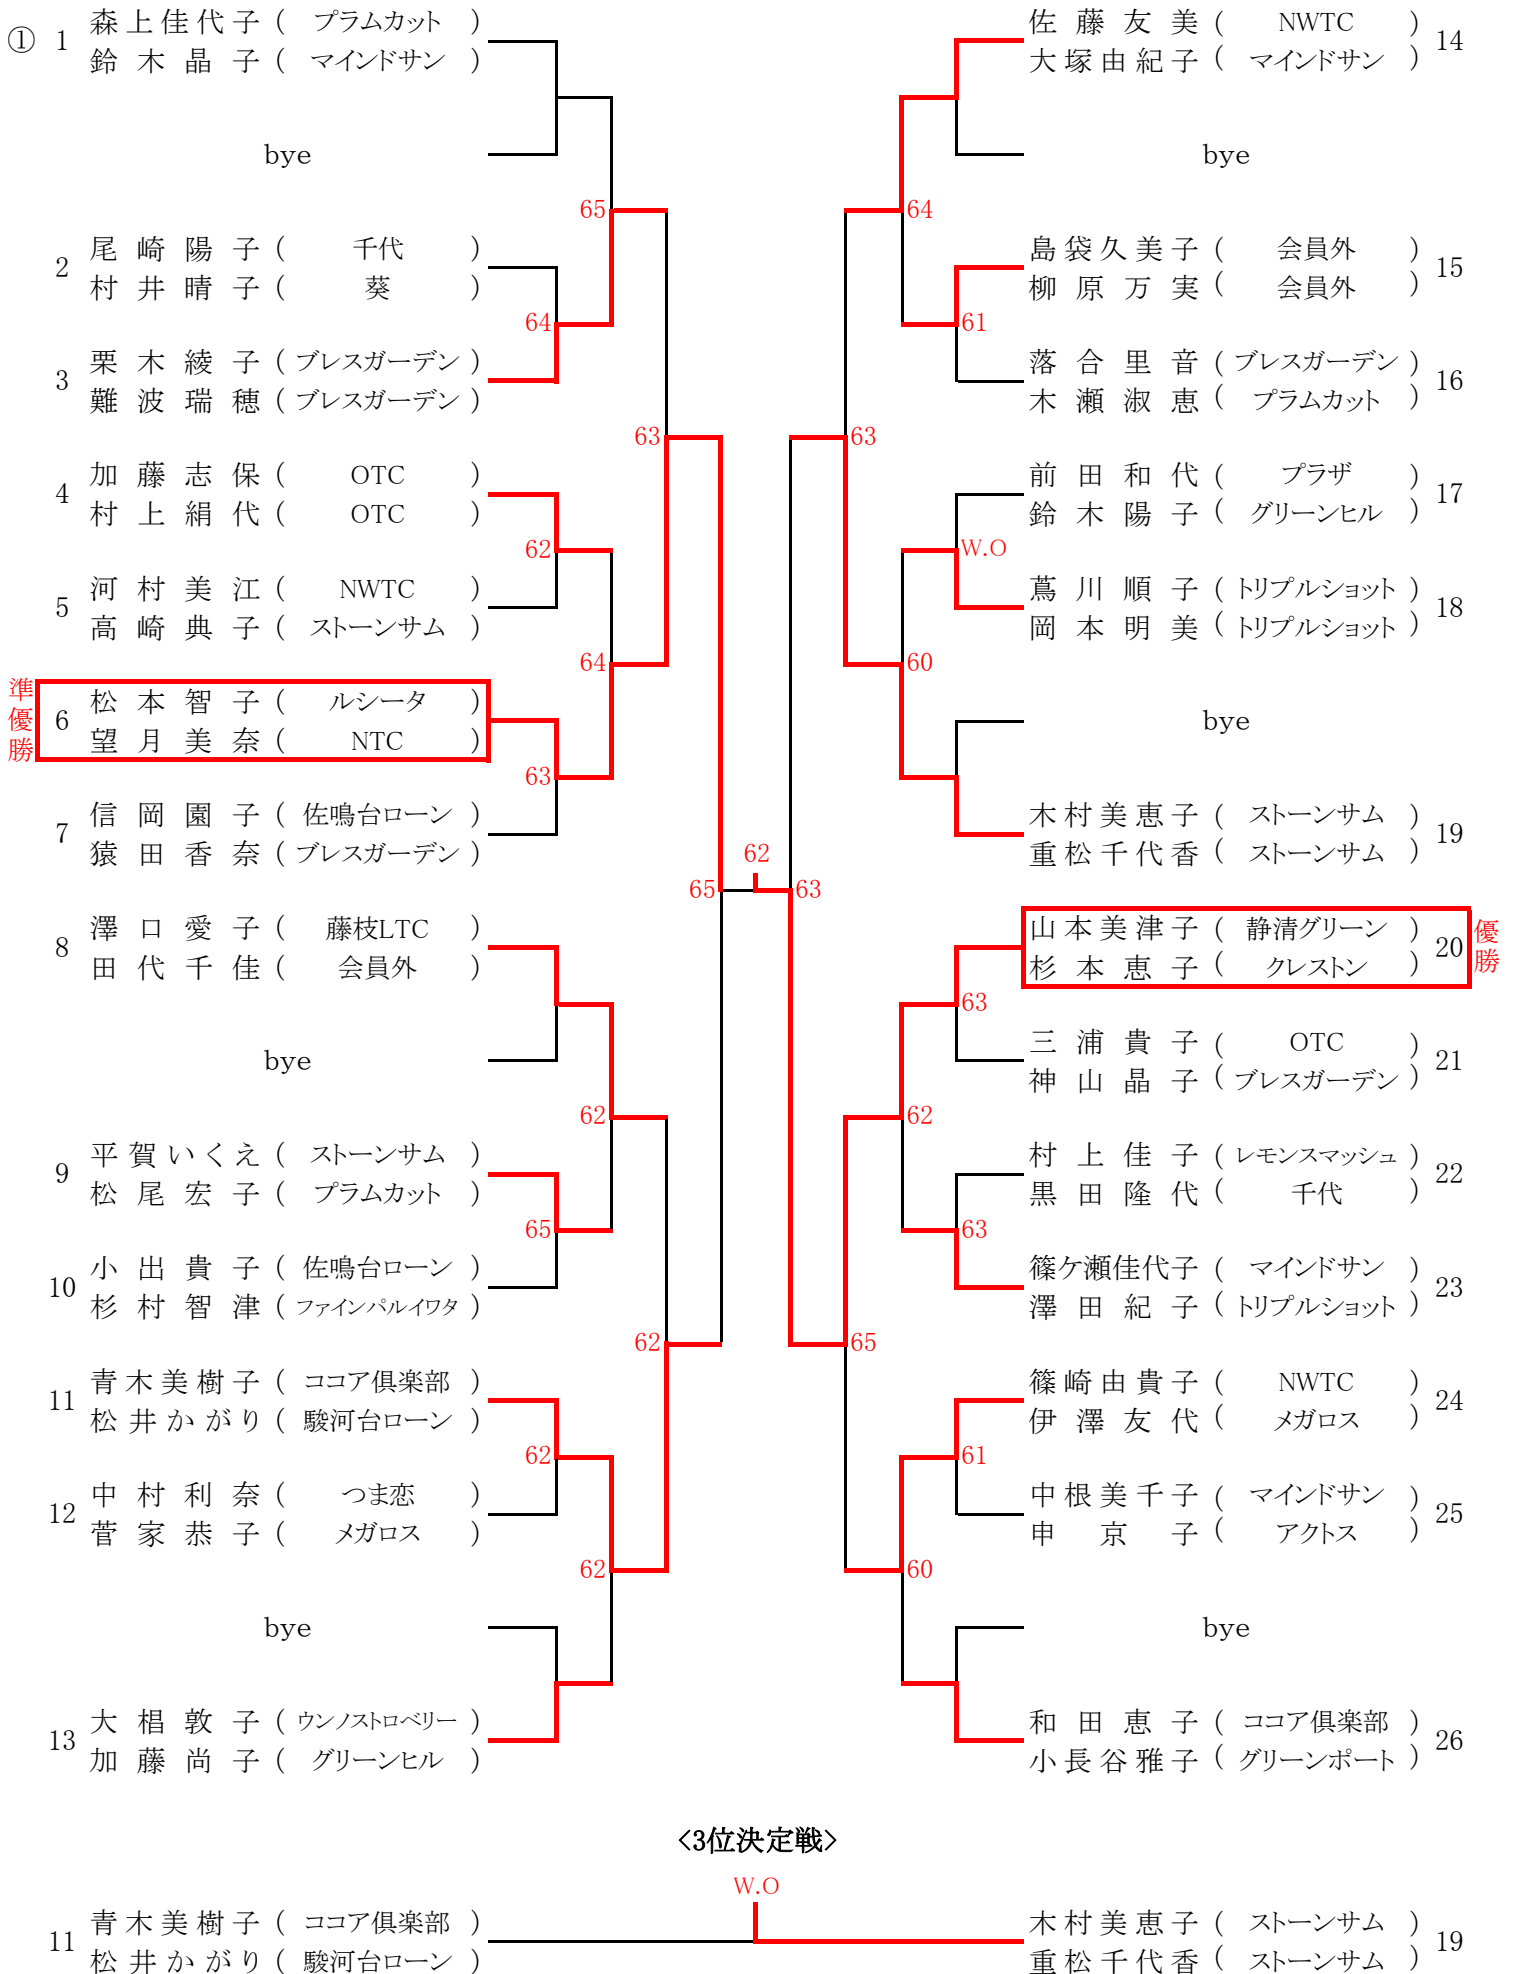 ① 1 森上佳代子 ( プラムカット )
鈴木晶子 ( マインドサン )
bye
2 尾崎陽子 ( 千代 )
村井晴子 ( 葵 )
3 栗木綾子 ( ブレスガーデン )
難波瑞穂 ( ブレスガーデン )
4 加藤志保 ( OTC )
村上絹代 ( OTC )
5 河村美江 ( NWTC )
高崎典子 ( ストーンサム )
準優勝
6 松本智子 ( ルシータ )
望月美奈 ( NTC )
7 信岡園子 ( 佐鳴台ローン )
猿田香奈 ( ブレスガーデン )
8 澤口愛子 ( 藤枝LTC )
田代千佳 ( 会員外 )
bye
9 平賀いくえ ( ストーンサム )
松尾宏子 ( プラムカット )
10 小出貴子 ( 佐鳴台ローン )
杉村智津 ( ファインパルイワタ )
11 青木美樹子 ( ココア倶楽部 )
松井かがり ( 駿河台ローン )
12 中村利奈 ( つま恋 )
菅家恭子 ( メガロス )
bye
13 大椙敦子 ( ウンノストロベリー )
加藤尚子 ( グリーンヒル )
65
64
63
62
64
63
65
62
62
65
62
62
62
63
64
61
63
W.O
60
63
62
63
65
61
60
佐藤友美 ( NWTC ) 14
大塚由紀子 ( マインドサン )
bye
島袋久美子 ( 会員外 ) 15
柳原万実 ( 会員外 )
落合里音 ( ブレスガーデン ) 16
木瀬淑恵 ( プラムカット )
前田和代 ( プラザ ) 17
鈴木陽子 ( グリーンヒル )
蔦川順子 ( トリプルショット ) 18
岡本明美 ( トリプルショット )
bye
木村美恵子 ( ストーンサム ) 19
重松千代香 ( ストーンサム )
山本美津子 ( 静清グリーン ) 20
杉本恵子 ( クレストン )
優勝
三浦貴子 ( OTC ) 21
神山晶子 ( ブレスガーデン )
村上佳子 ( レモンスマッシュ ) 22
黒田隆代 ( 千代 )
篠ケ瀬佳代子 ( マインドサン ) 23
澤田紀子 ( トリプルショット )
篠崎由貴子 ( NWTC ) 24
伊澤友代 ( メガロス )
中根美千子 ( マインドサン ) 25
申京子 ( アクトス )
bye
和田恵子 ( ココア倶楽部 ) 26
小長谷雅子 ( グリーンポート )
<3位決定戦>
W.O
11 青木美樹子 ( ココア倶楽部 )
松井かがり ( 駿河台ローン )
木村美恵子 ( ストーンサム ) 19
重松千代香 ( ストーンサム )